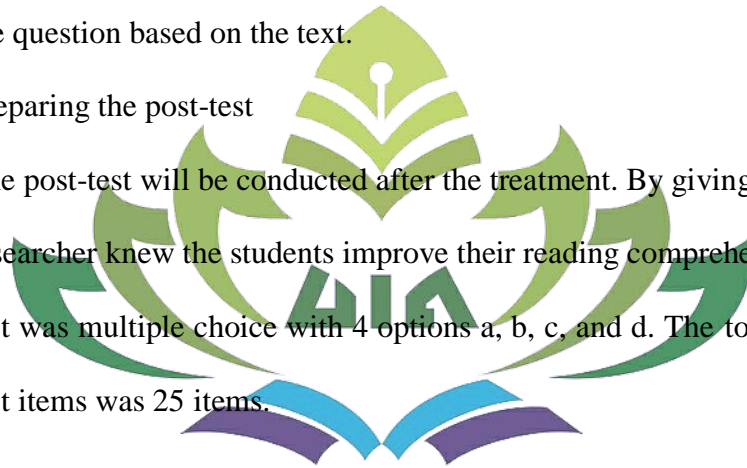 e question based on the text.
eparing the post-test
e post-test will be conducted after the treatment. By giving
searcher knew the students improve their reading comprehe
t was multiple choice with 4 options a, b, c, and d. The to
t items was 25 items.